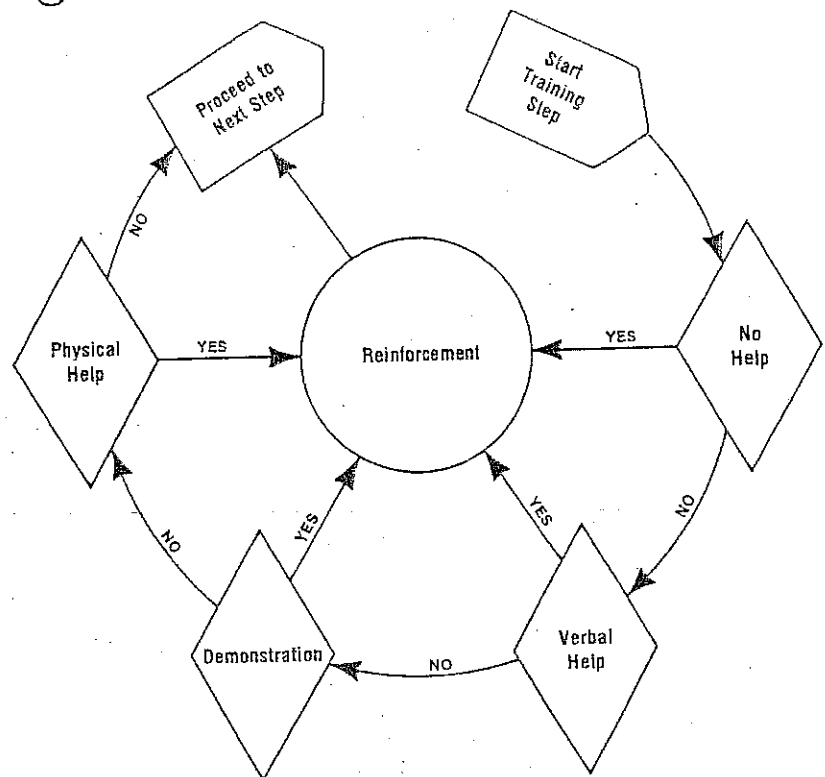 Proceed to
Next Step
Start
Training
Step
NO
Physical
Help
YES
Reinforcement
YES
No
Help
NO
YES
YES
NO
Demonstration
NO
Verbal
Help